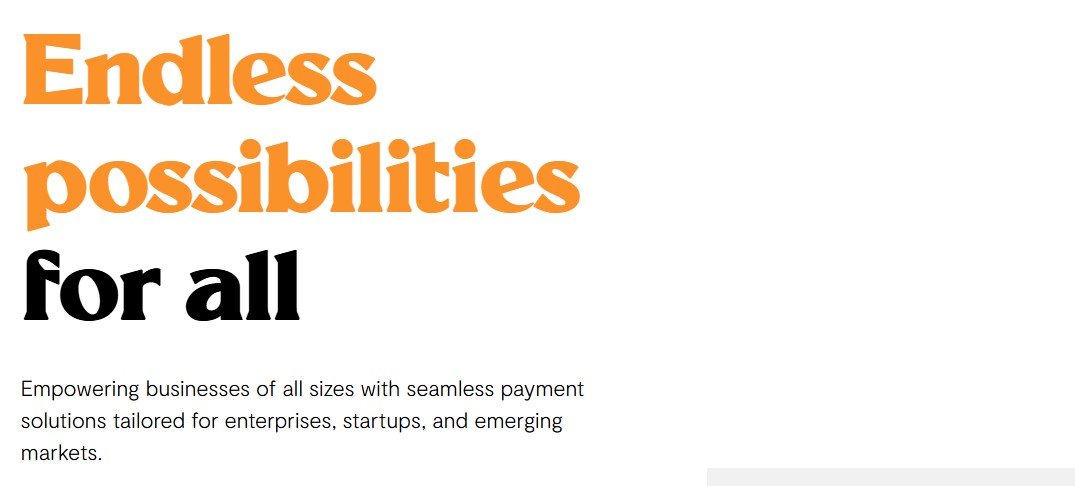 Endless
possibilities
for all
Empowering businesses of all sizes with seamless payment
solutions tailored for enterprises, startups, and emerging
markets.